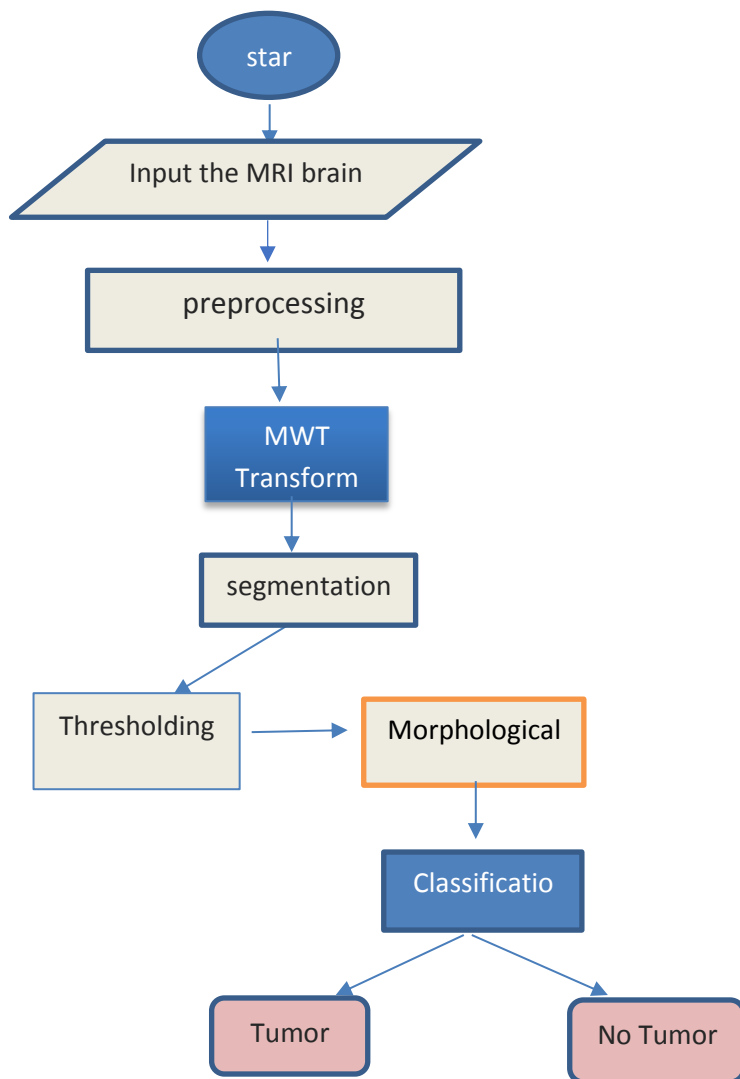 star
Input the MRI brain
preprocessing
MWT
Transform
segmentation
Thresholding
Morphological
Classificatio
Tumor
No Tumor